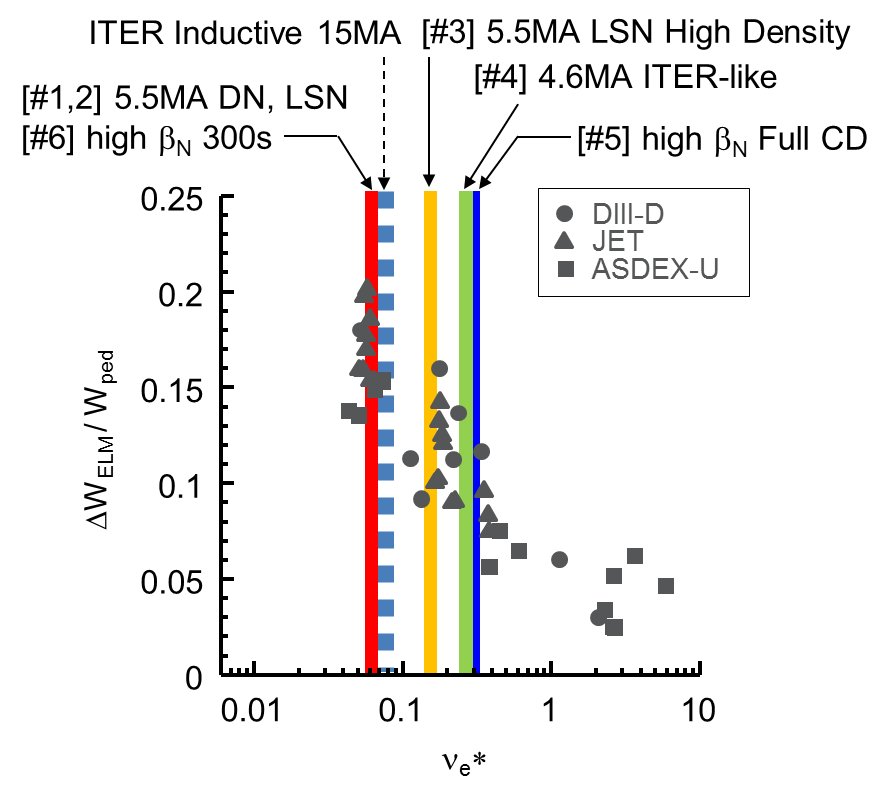 ITER Inductive 15MA [#3] 5.5MA LSN High Density
[#4] 4.6MA ITER-like
[#1,2] 5.5MA DN, LSN
[#6] high βN 300s
[#5] high βN Full CD
0.25
0.2
0.15
0.1
0.05
0
DIII-D
JET
ASDEX-U
ΔWELM / Wped
0.01 0.1 1 10
νe*